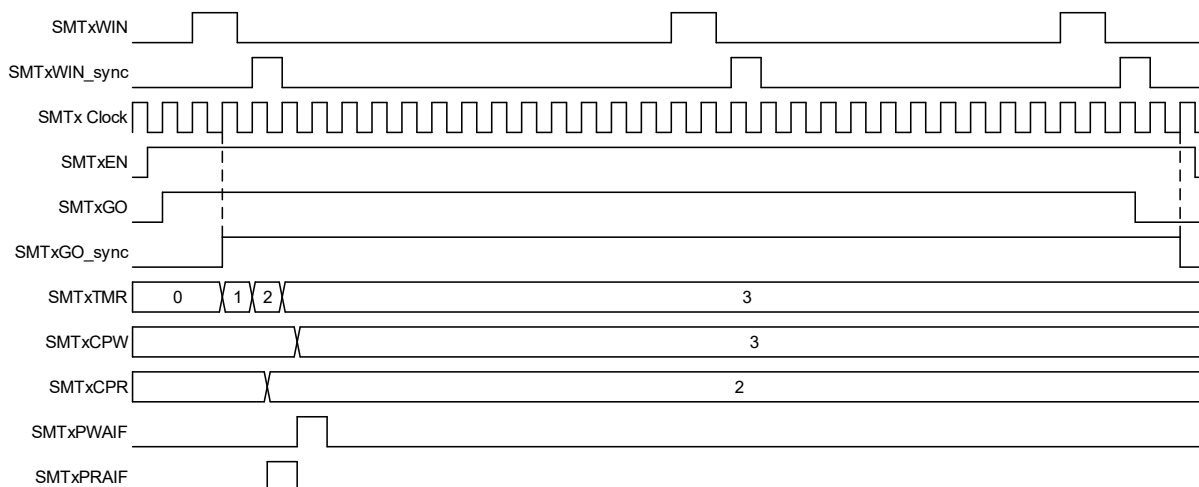 SMTxWIN
SMTxWIN_sync
SMTx Clock
SMTxEN
SMTxGO
SMTxGO_sync
SMTxTMR 0 1 2 3
SMTxCPW 3
SMTxCPR 2
SMTxPWAIF
SMTxPRAIF